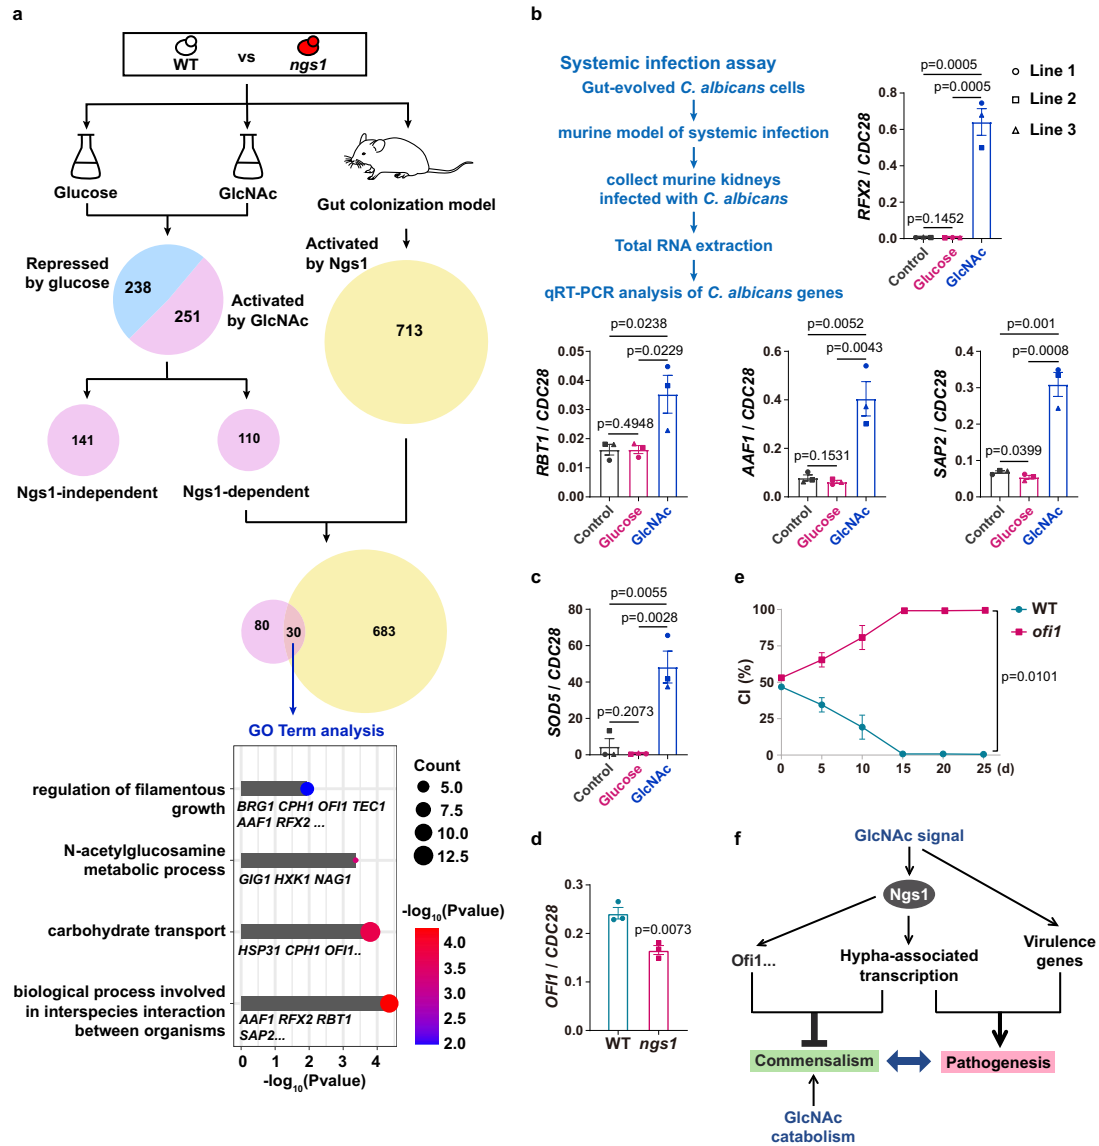 a
WT
vs
ngs1
Glucose
GlcNAc
Gut colonization model
Repressed
by glucose
238
251
Activated
by GlcNAc
Activated
by Ngs1
713
141
110
Ngs1-independent
Ngs1-dependent
80
30
683
GO Term analysis
regulation of filamentous
growth
BRG1 CPH1 OFI1 TEC1
AAF1 RFX2 ...
N-acetylglucosamine
metabolic process
GIG1 HXK1 NAG1
carbohydrate transport
HSP31 CPH1 OFI1..
biological process involved
in interspecies interaction
between organisms
AAF1 RFX2 RBT1
SAP2...
0 1 2 3 4
-log10(Pvalue)
Count
5.0
7.5
10.0
12.5
-log10(Pvalue)
4.0
3.5
3.0
2.5
2.0
b
Systemic infection assay
Gut-evolved C. albicans cells
murine model of systemic infection
collect murine kidneys
infected with C. albicans
Total RNA extraction
qRT-PCR analysis of C. albicans genes
p=0.0005
p=0.0005
p=0.1452
RFX2 / CDC28
0.8
0.6
0.4
0.2
0.0
Control
Glucose
GlcNAc
Line 1
Line 2
Line 3
p=0.0238
p=0.0229
p=0.4948
RBT1 / CDC28
0.05
0.04
0.03
0.02
0.01
0.00
Control
Glucose
GlcNAc
p=0.0052
p=0.0043
p=0.1531
AAF1 / CDC28
0.6
0.4
0.2
0.0
Control
Glucose
GlcNAc
p=0.001
p=0.0008
p=0.0399
SAP2 / CDC28
0.4
0.3
0.2
0.1
0.0
Control
Glucose
GlcNAc
c
p=0.0055
p=0.0028
p=0.2073
SOD5 / CDC28
80
60
40
20
0
Control
Glucose
GlcNAc
e
CI (%)
100
75
50
25
0
0 5 10 15 20 25 (d)
WT
ofi1
p=0.0101
d
OFI1 / CDC28
0.3
0.2
0.1
0.0
p=0.0073
WT ngs1
f
GlcNAc signal
Ngs1
Ofi1...
Hypha-associated
transcription
Virulence
genes
Commensalism
Pathogenesis
GlcNAc
catabolism